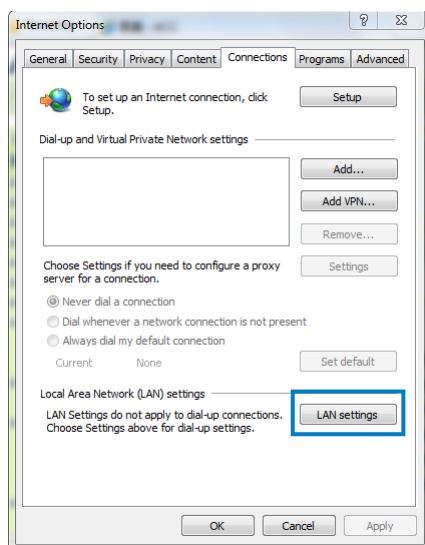 Internet Options
General Security Privacy Content Connections Programs Advanced
To set up an Internet connection, click
Setup.
Setup
Dial-up and Virtual Private Network settings
Add...
Add VPN...
Remove...
Choose Settings if you need to configure a proxy
server for a connection.
Settings
Never dial a connection
Dial whenever a network connection is not present
Always dial my default connection
Current None
Set default
Local Area Network (LAN) settings
LAN Settings do not apply to dial-up connections.
Choose Settings above for dial-up settings.
LAN settings
OK Cancel Apply